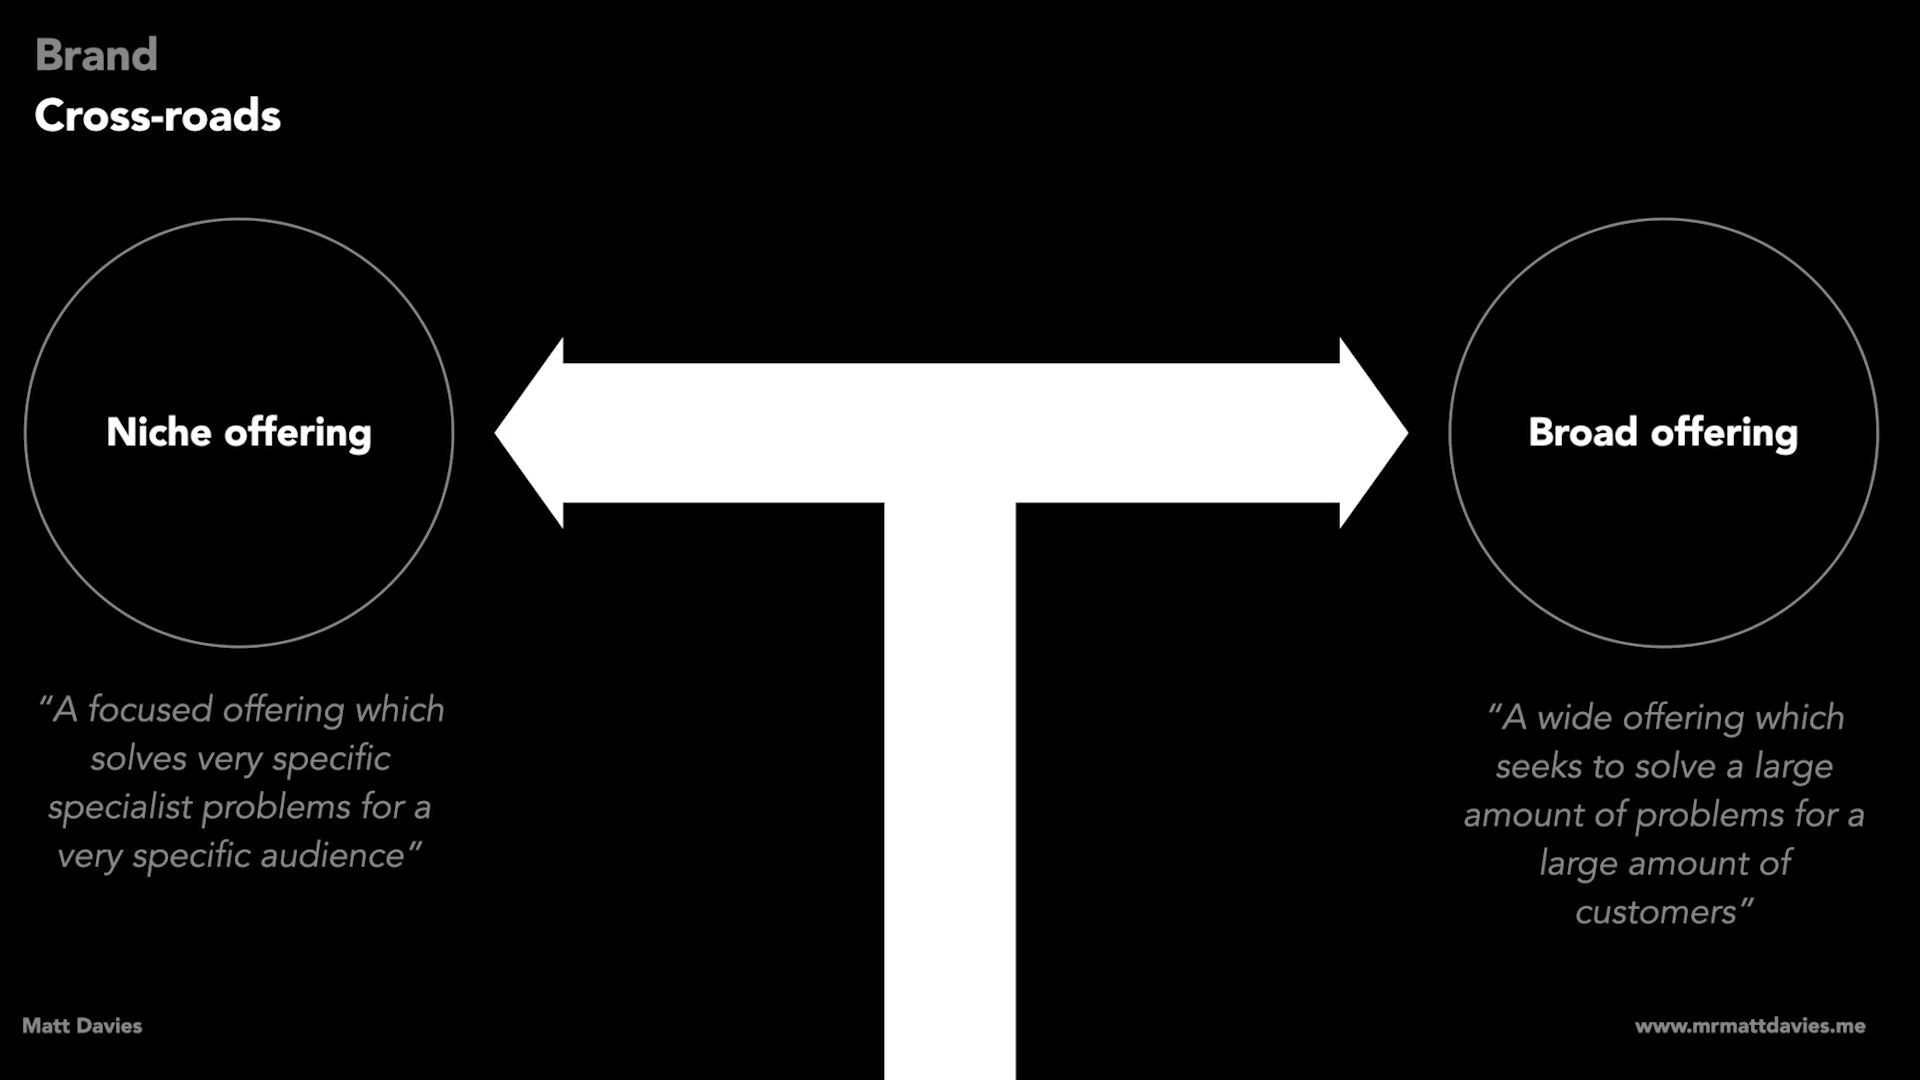 Brand
Cross-roads
Niche offering
“A focused offering which
solves very specific
specialist problems for a
very specific audience”
Broad offering
“A wide offering which
seeks to solve a large
amount of problems for a
large amount of
customers”
Matt Davies
www.mrmattdavies.me